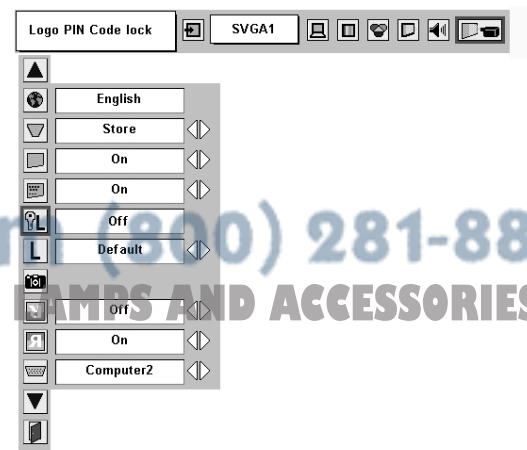 Logo PIN Code lock
SVGA1
English
Store
On
On
L
Off
L
Default
Off
On
Computer2
(800) 281-88
LAMPS AND ACCESSORIES